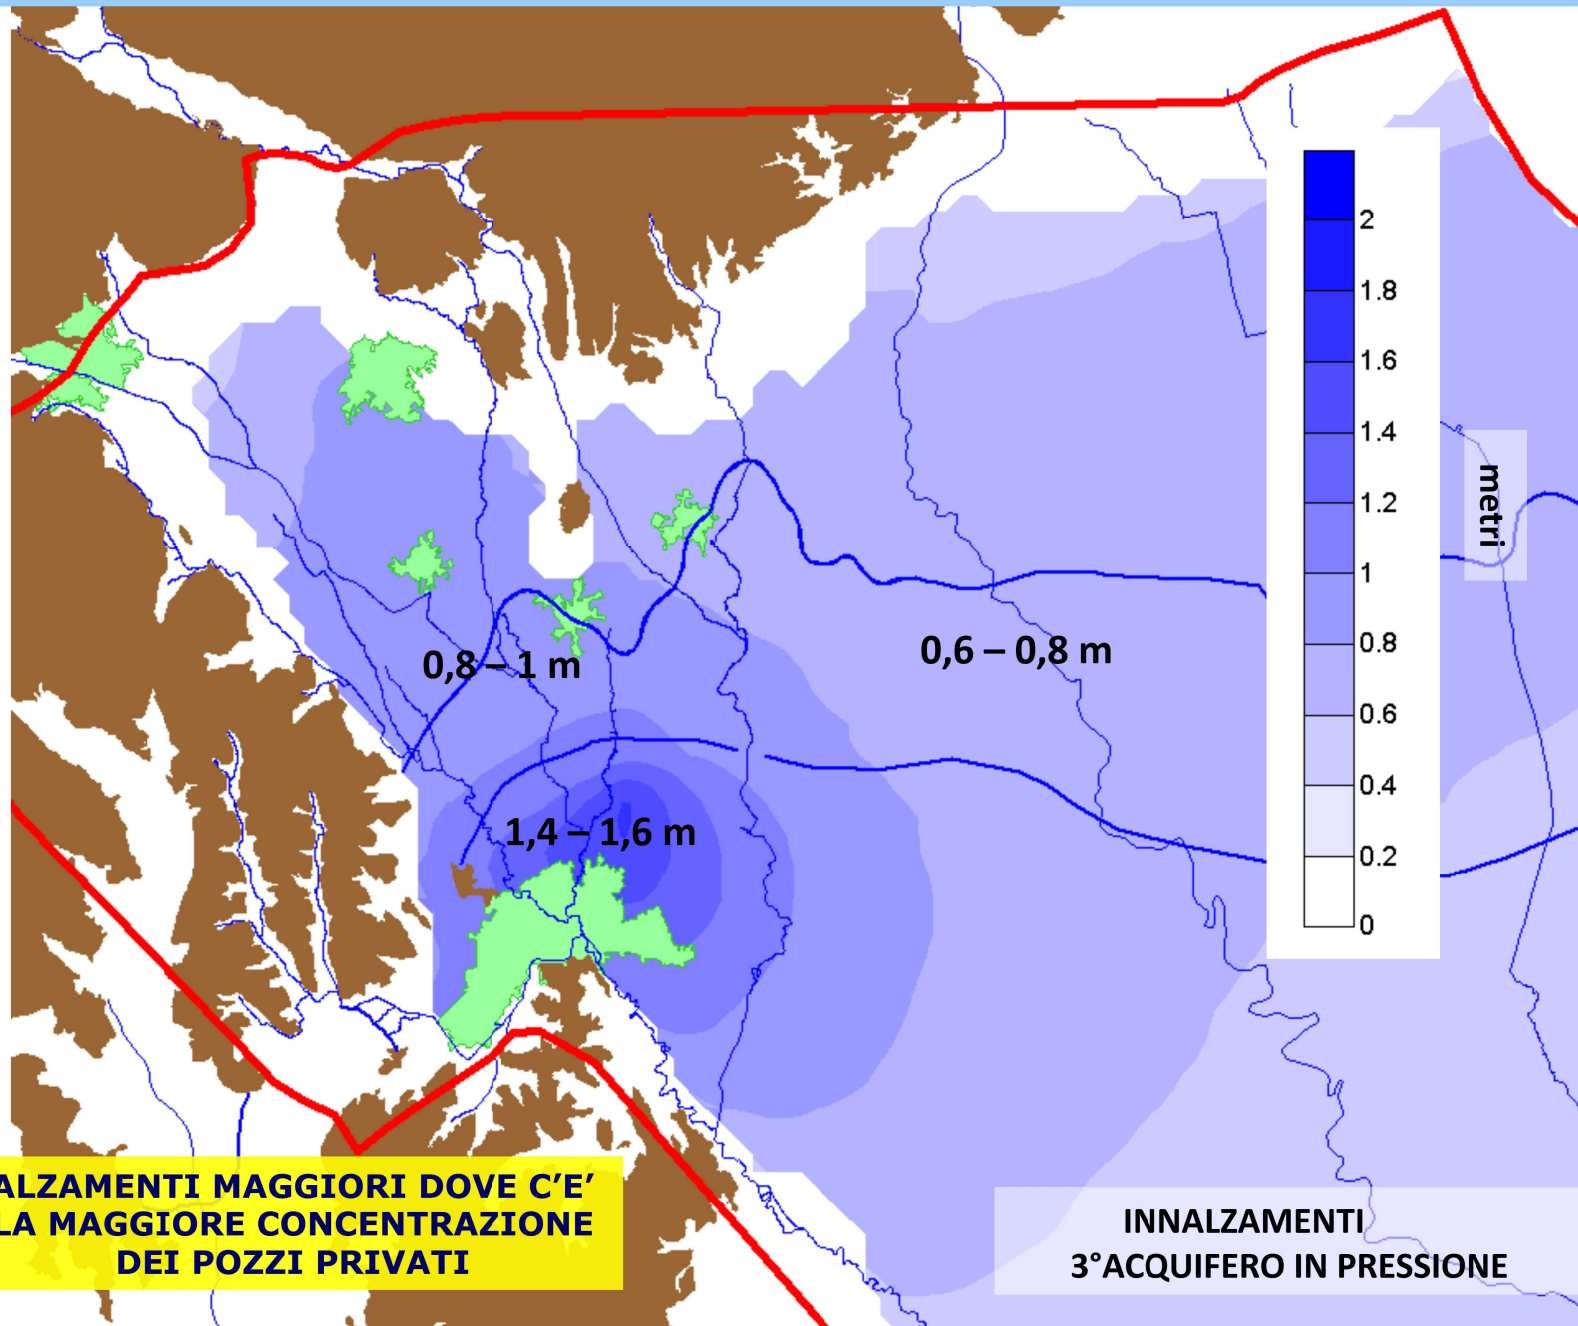 2
1.8
1.6
1.4
1.2
1
0.8
0.6
0.4
0.2
0
metri
0,8 – 1 m
0,6 – 0,8 m
1,4 – 1,6 m
ALZAMENTI MAGGIORI DOVE C'E'
LA MAGGIORE CONCENTRAZIONE
DEI POZZI PRIVATI
INNALZAMENTI
3°ACQUIFERO IN PRESSIONE